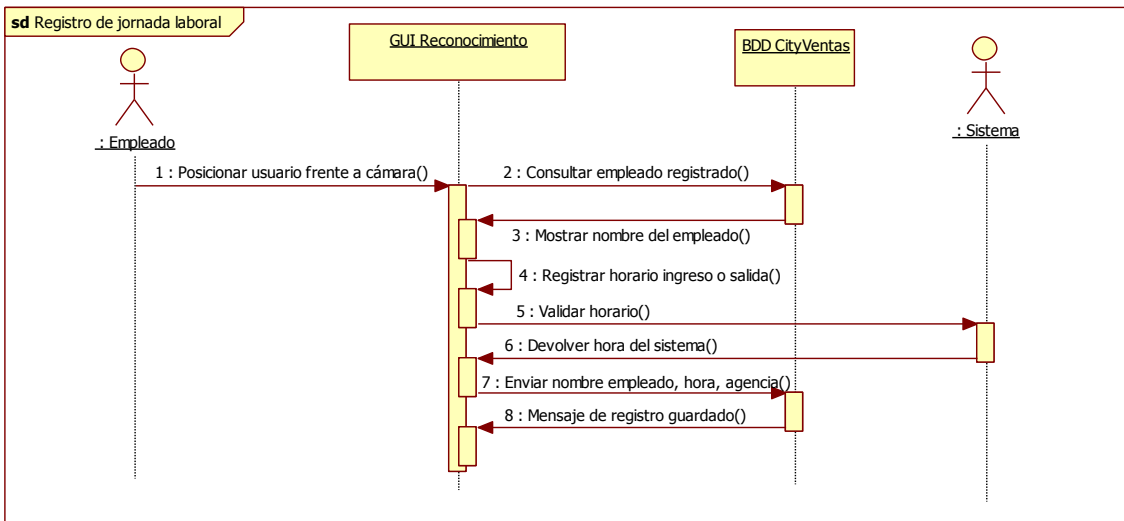 sd Registro de jornada laboral
GUI Reconocimiento
BDD CityVentas
: Empleado
: Sistema
1 : Posicionar usuario frente a cámara()
2 : Consultar empleado registrado()
3 : Mostrar nombre del empleado()
4 : Registrar horario ingreso o salida()
5 : Validar horario()
6 : Devolver hora del sistema()
7 : Enviar nombre empleado, hora, agencia()
8 : Mensaje de registro guardado()